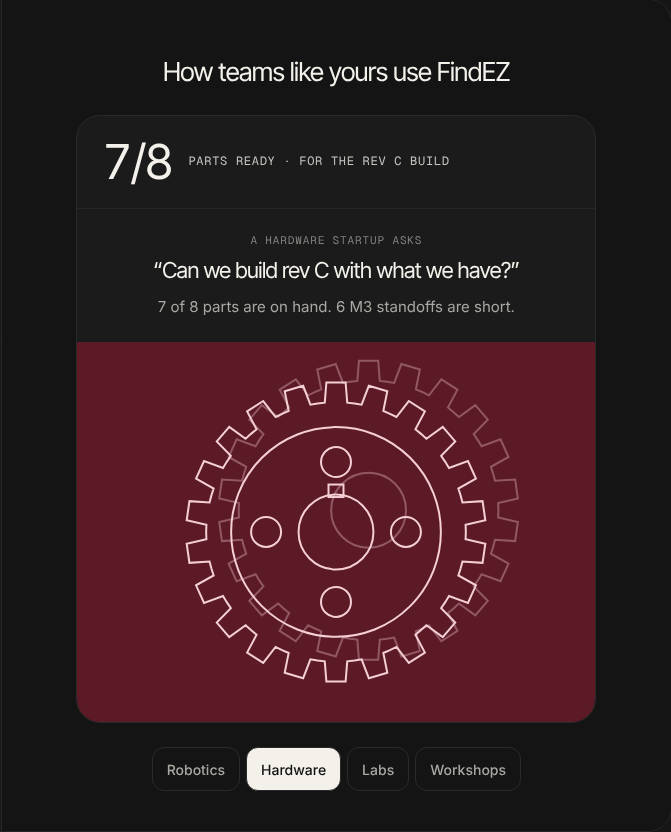 How teams like yours use FindEZ
7/8 PARTS READY · FOR THE REV C BUILD
A HARDWARE STARTUP ASKS
“Can we build rev C with what we have?”
7 of 8 parts are on hand. 6 M3 standoffs are short.
Robotics Hardware Labs Workshops